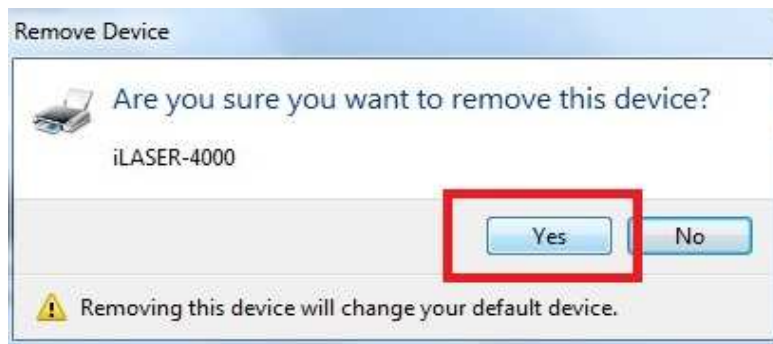 Remove Device
Are you sure you want to remove this device?
iLASER-4000
Yes No
Removing this device will change your default device.